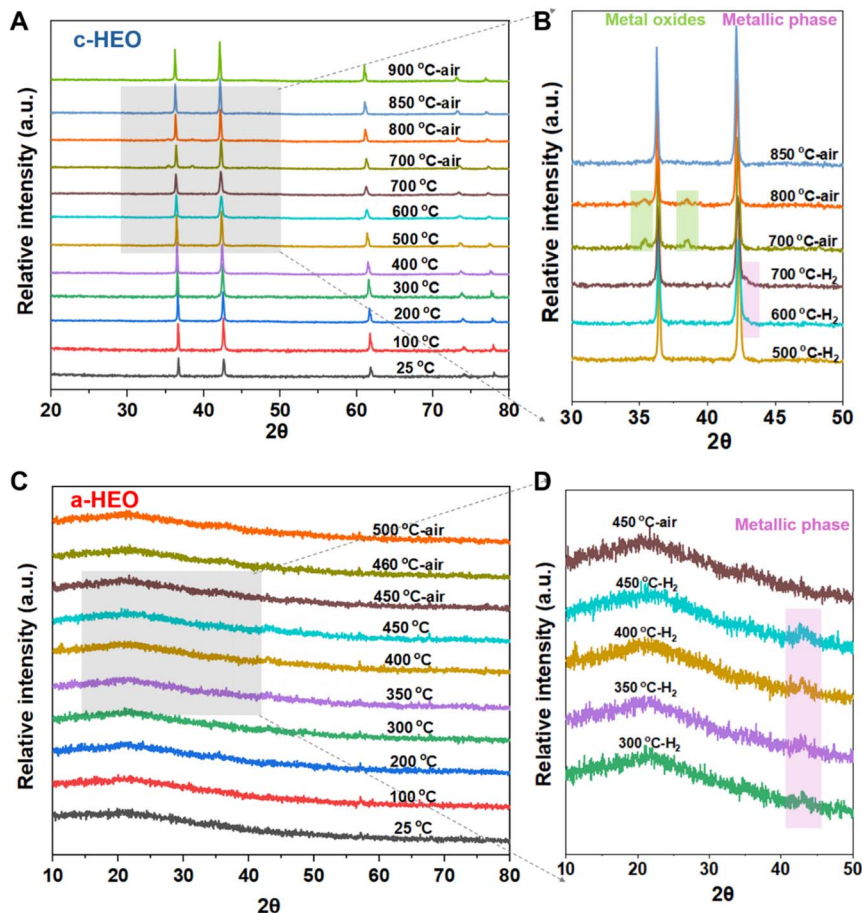 A
c-HEO
Relative intensity (a.u.)
900 °C-air
850 °C-air
800 °C-air
700 °C-air
700 °C
600 °C
500 °C
400 °C
300 °C
200 °C
100 °C
25 °C
20 30 40 50 60 70 80
2θ
B
Metal oxides Metallic phase
Relative intensity (a.u.)
850 °C-air
800 °C-air
700 °C-air
700 °C-H₂
600 °C-H₂
500 °C-H₂
30 35 40 45 50
2θ
C
a-HEO
Relative intensity (a.u.)
500 °C-air
460 °C-air
450 °C-air
450 °C
400 °C
350 °C
300 °C
200 °C
100 °C
25 °C
10 20 30 40 50 60 70 80
2θ
D
Metallic phase
Relative intensity (a.u.)
450 °C-air
450 °C-H₂
400 °C-H₂
350 °C-H₂
300 °C-H₂
10 20 30 40 50
2θ